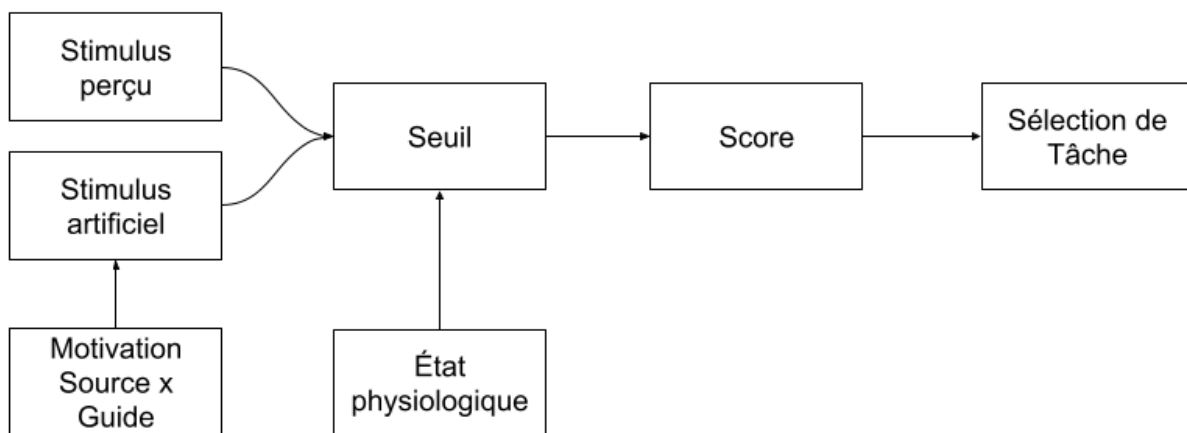 Stimulus
perçu
Stimulus
artificiel
Motivation
Source x
Guide
Seuil
État
physiologique
Score
Sélection de
Tâche